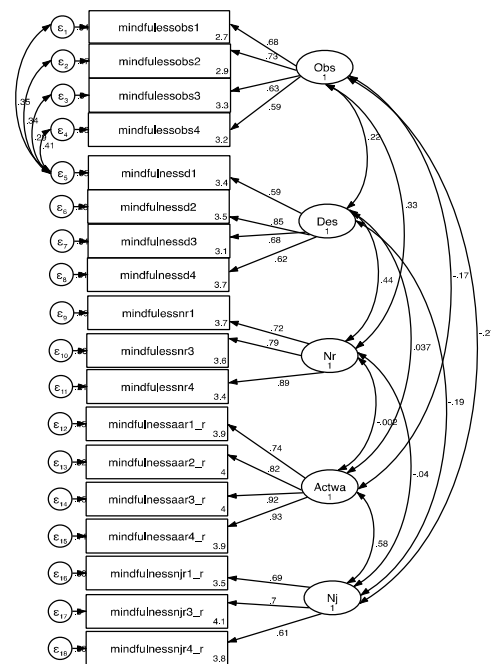 ε1 mindfulessobs1 2.7
ε2 mindfulessobs2 2.9
ε3 mindfulessobs3 3.3
ε4 mindfulessobs4 3.2
ε5 mindfulnessd1 3.4
ε6 mindfulnessd2 3.5
ε7 mindfulnessd3 3.1
ε8 mindfulnessd4 3.7
ε9 mindfulessnr1 3.7
ε10 mindfulessnr3 3.6
ε11 mindfulessnr4 3.4
ε12 mindfulnessaar1_r 3.9
ε13 mindfulnessaar2_r 4
ε14 mindfulnessaar3_r 4
ε15 mindfulnessaar4_r 3.9
ε16 mindfulnessnjr1_r 3.5
ε17 mindfulnessnjr3_r 4.1
mindfulnessnjr4_r 3.8
.35
.34
.41
.68
.73
.63
.59
Obs
1
.59
.85
.68
.62
Des
1
.72
.79
.89
Nr
1
.74
.82
.92
.93
Actwa
1
.69
.7
.61
Nj
1
.22
.33
-.17
.44
.037
-.19
-.002
-.04
.58